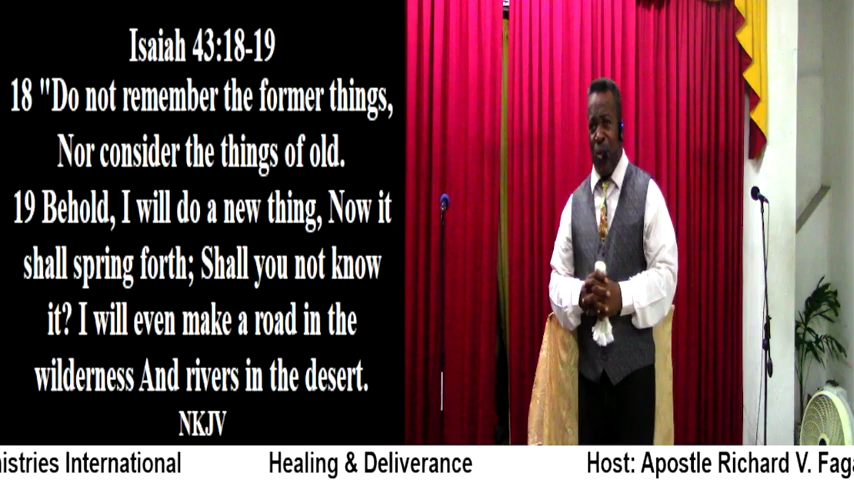 Isaiah 43:18-19
18 "Do not remember the former things,
Nor consider the things of old.
19 Behold, I will do a new thing, Now it
shall spring forth; Shall you not know
it? I will even make a road in the
wilderness And rivers in the desert.
NKJV
nistries International Healing & Deliverance Host: Apostle Richard V. Faga